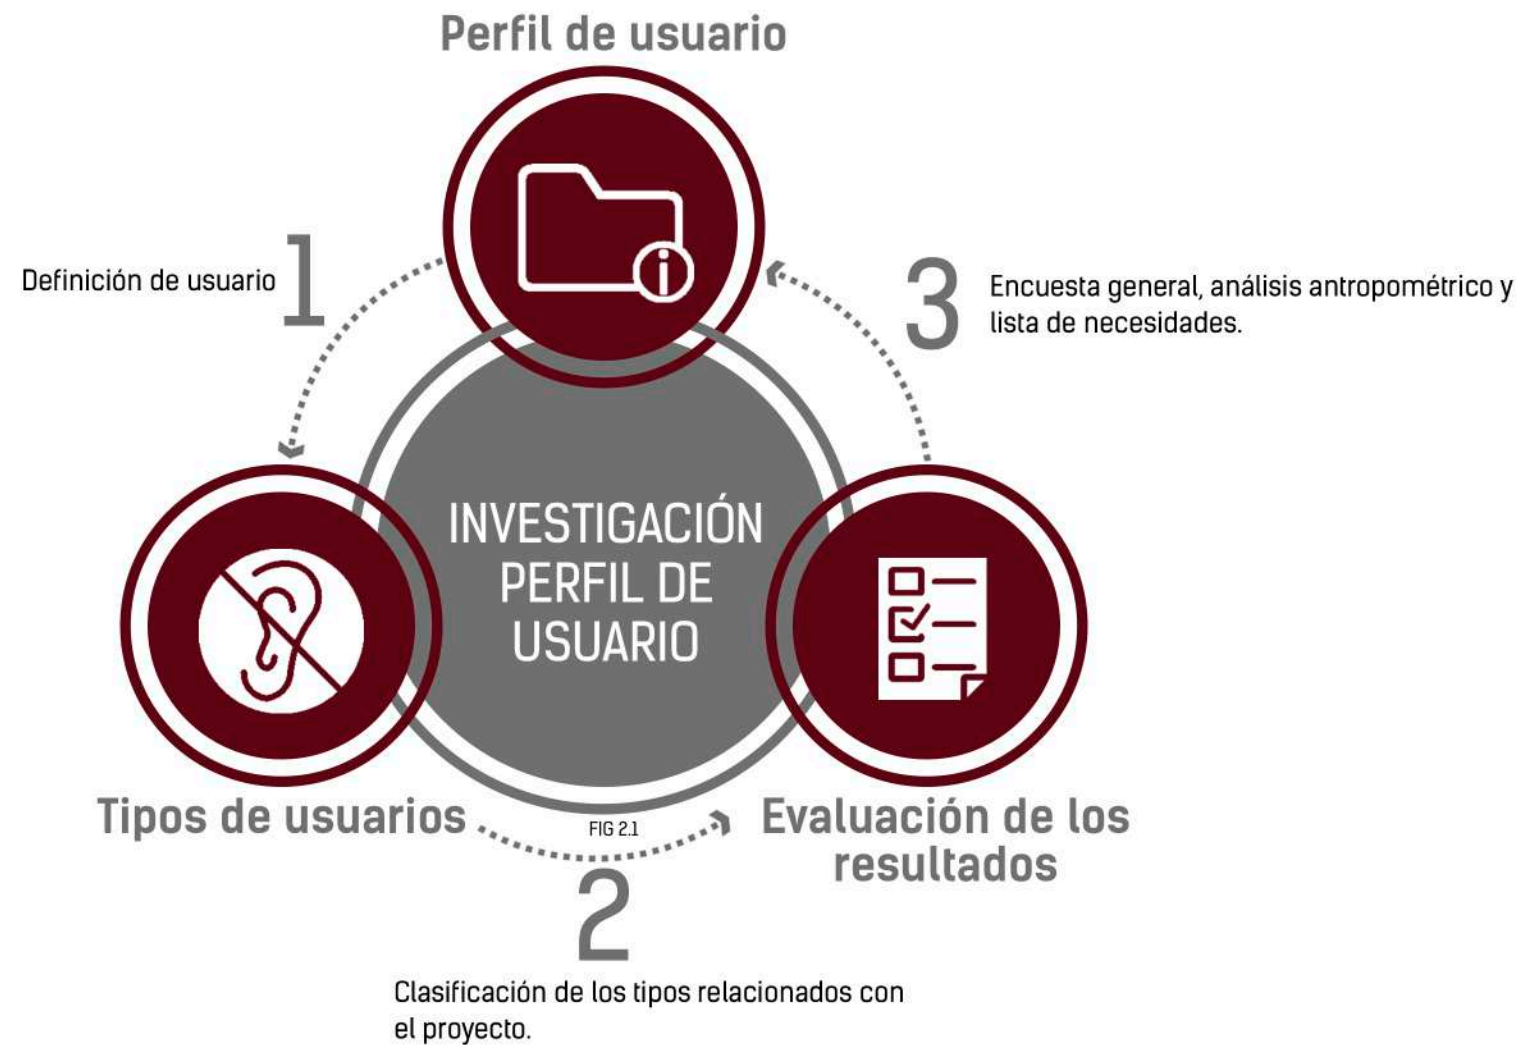 Perfil de usuario
1
Definición de usuario
3
Encuesta general, análisis antropométrico y
lista de necesidades.
i
INVESTIGACIÓN
PERFIL DE
USUARIO
Tipos de usuarios
FIG 2.1
Evaluación de los
resultados
2
Clasificación de los tipos relacionados con
el proyecto.